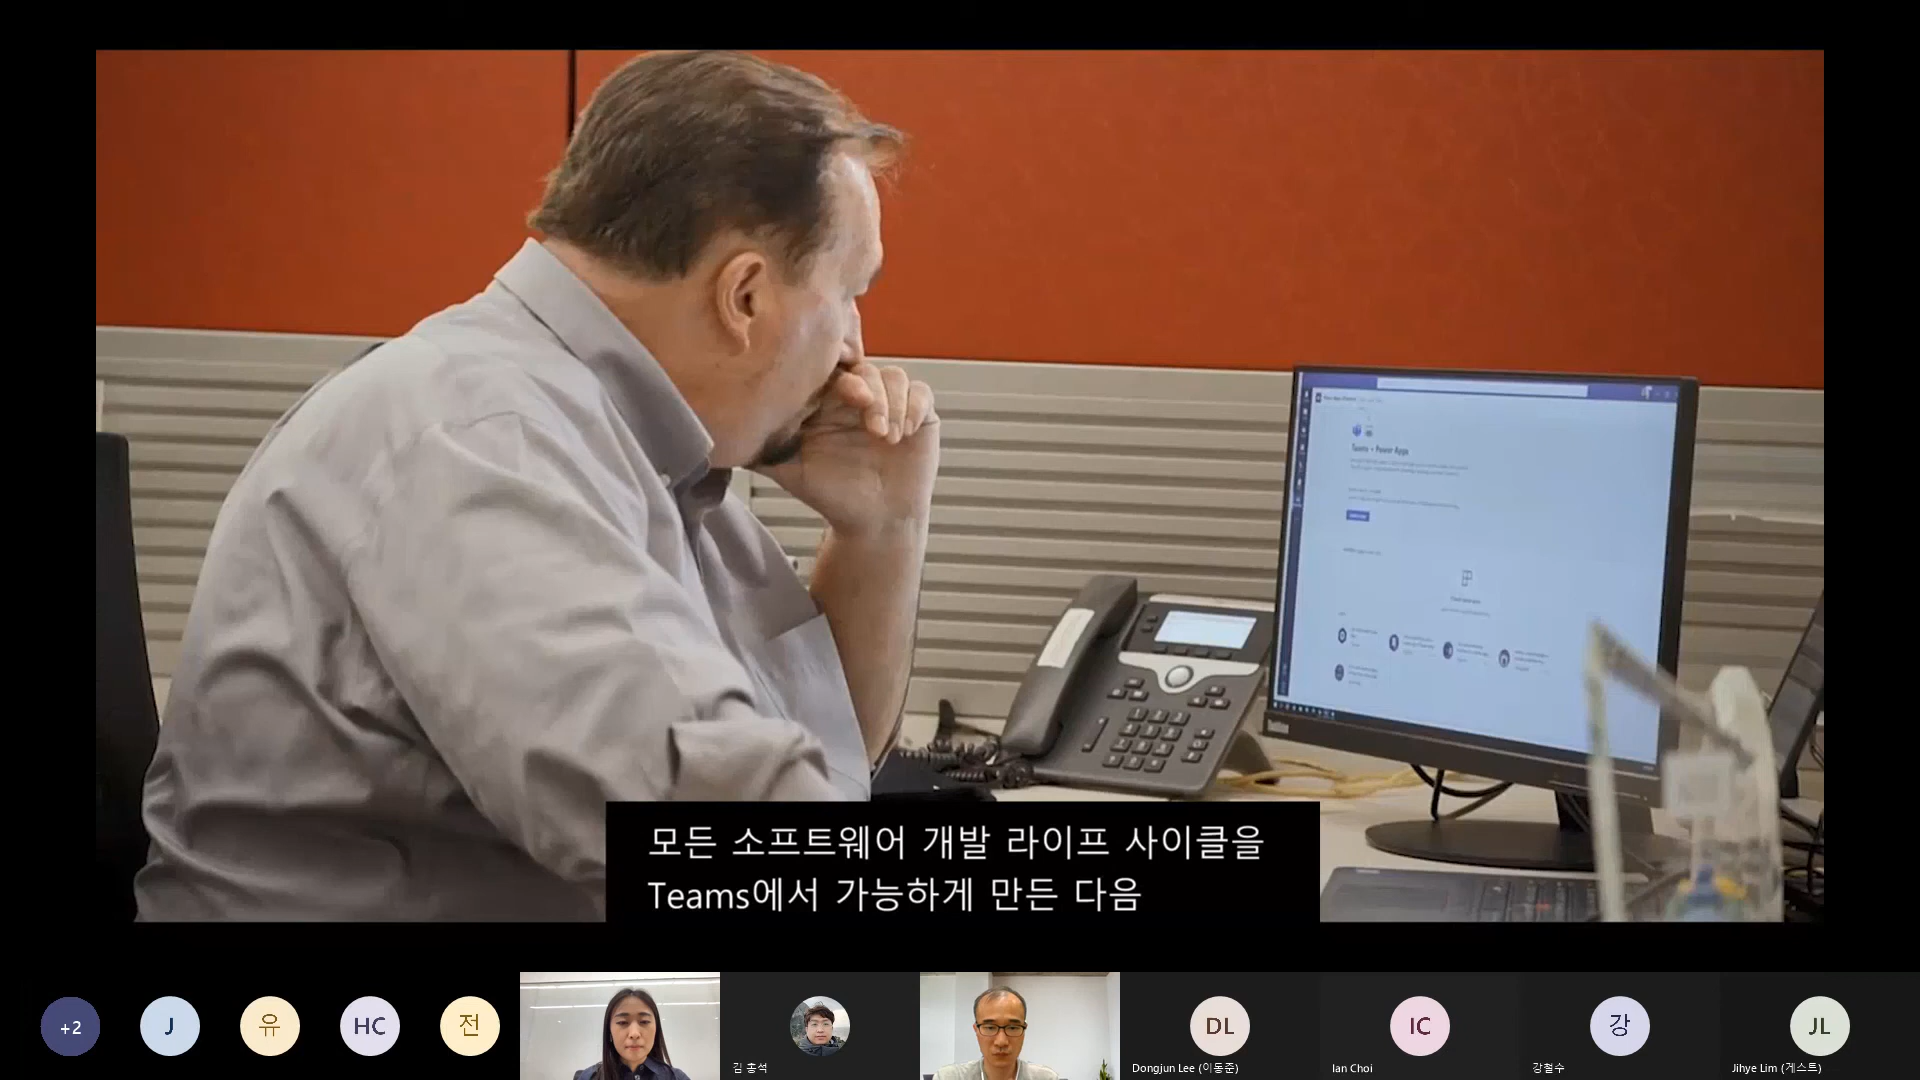 Teams + Power Apps
모든 소프트웨어 개발 라이프 사이클을
Teams에서 가능하게 만든 다음
+2
J
유
HC
전
김 홍석
DL
Dongjun Lee (이동준)
IC
Ian Choi
강
강철수
JL
Jihye Lim (게스트)